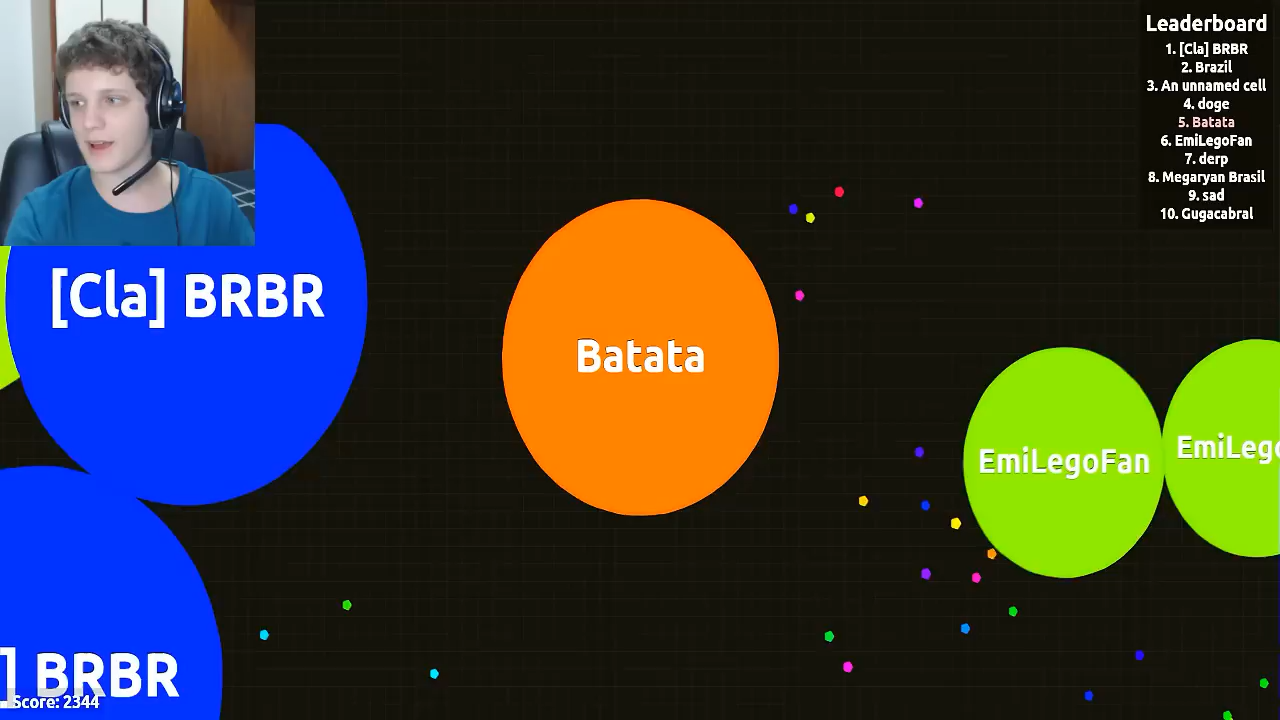 Leaderboard
1. [Cla] BRBR
2. Brazil
3. An unnamed cell
4. doge
5. Batata
6. EmiLegoFan
7. derp
8. Megaryan Brasil
9. sad
10. Gugacabral
[Cla] BRBR
Batata
EmiLegoFan
EmiLego
] BRBR
Score: 2344